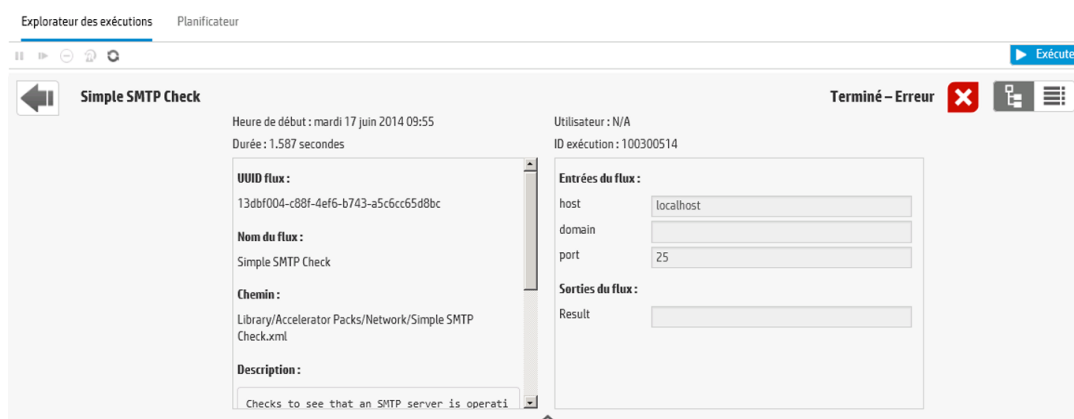 Explorateur des exécutions Planificateur
Exécute
Simple SMTP Check Terminé – Erreur
Heure de début : mardi 17 juin 2014 09:55 Utilisateur : N/A
Durée : 1.587 secondes ID exécution : 100300514
UUID flux :
13dbf004-c88f-4ef6-b743-a5c6cc65d8bc
Nom du flux :
Simple SMTP Check
Chemin :
Library/Accelerator Packs/Network/Simple SMTP
Check.xml
Description :
Checks to see that an SMTP server is operati
Entrées du flux :
host localhost
domain
port 25
Sorties du flux :
Result